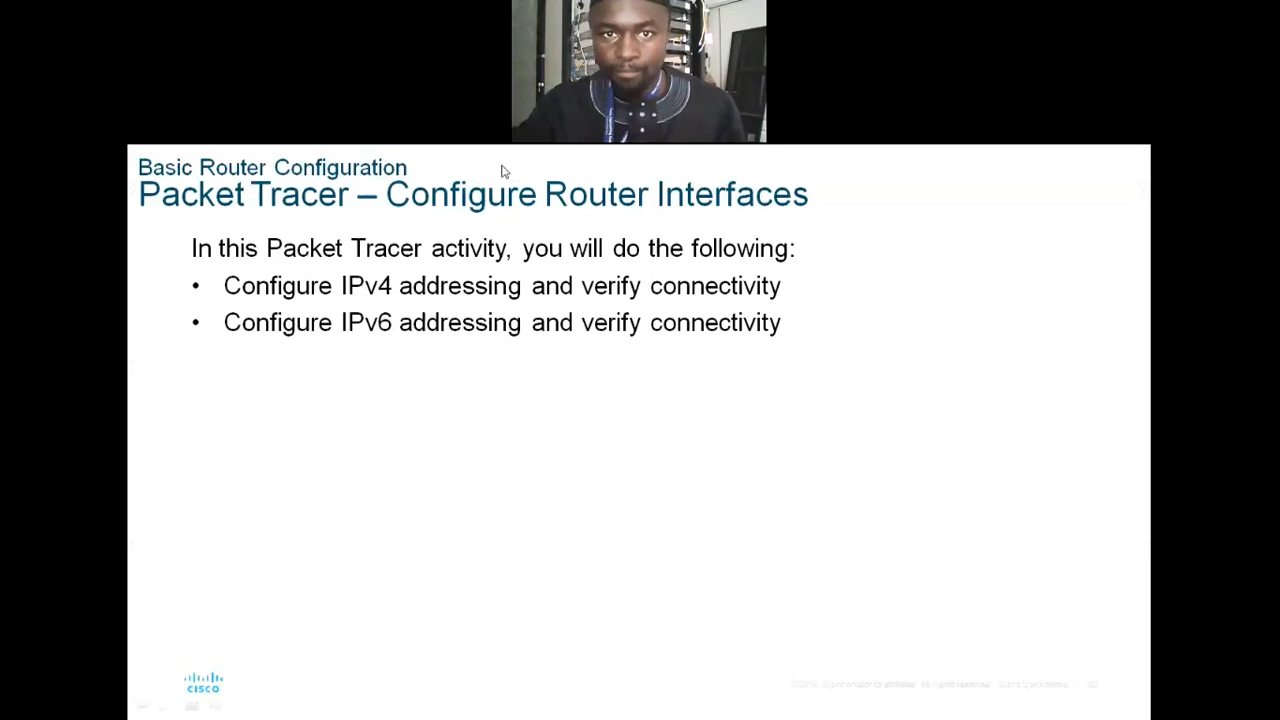 Basic Router Configuration
Packet Tracer – Configure Router Interfaces
In this Packet Tracer activity, you will do the following:
• Configure IPv4 addressing and verify connectivity
• Configure IPv6 addressing and verify connectivity
CISCO